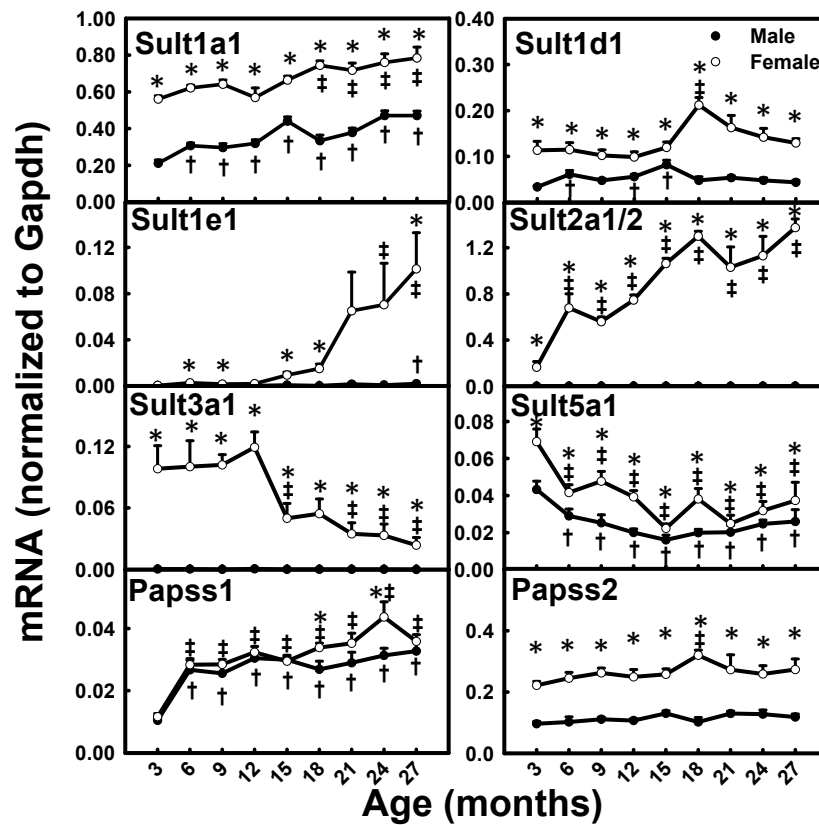 Sult1a1
1.00
0.80
0.60
0.40
0.20
0.00
* * * * * * * * *
‡ ‡ ‡ ‡
† † † † † † † †
Sult1d1
Male
Female
0.40
0.30
0.20
0.10
0.00
* * * * * * * * *
‡
† † †
Sult1e1
0.12
0.08
0.04
0.00
* * * * *
‡ ‡
†
Sult2a1/2
1.2
0.8
0.4
0.0
* * * * * * * * *
‡ ‡ ‡ ‡ ‡ ‡ ‡ ‡
Sult3a1
0.12
0.08
0.04
0.00
* * * * * * * * *
‡ ‡ ‡ ‡ ‡
Sult5a1
0.08
0.06
0.04
0.02
0.00
* * * * * * * * *
‡ ‡ ‡ ‡ ‡ ‡ ‡ ‡
† † † † † † † †
Papss1
0.04
0.02
0.00
* *‡
‡ ‡ ‡ ‡ ‡ ‡ ‡
† † † † † † † †
Papss2
0.4
0.2
0.0
* * * * * * * * *
‡
3 6 9 12 15 18 21 24 27
3 6 9 12 15 18 21 24 27
mRNA (normalized to Gapdh)
Age (months)